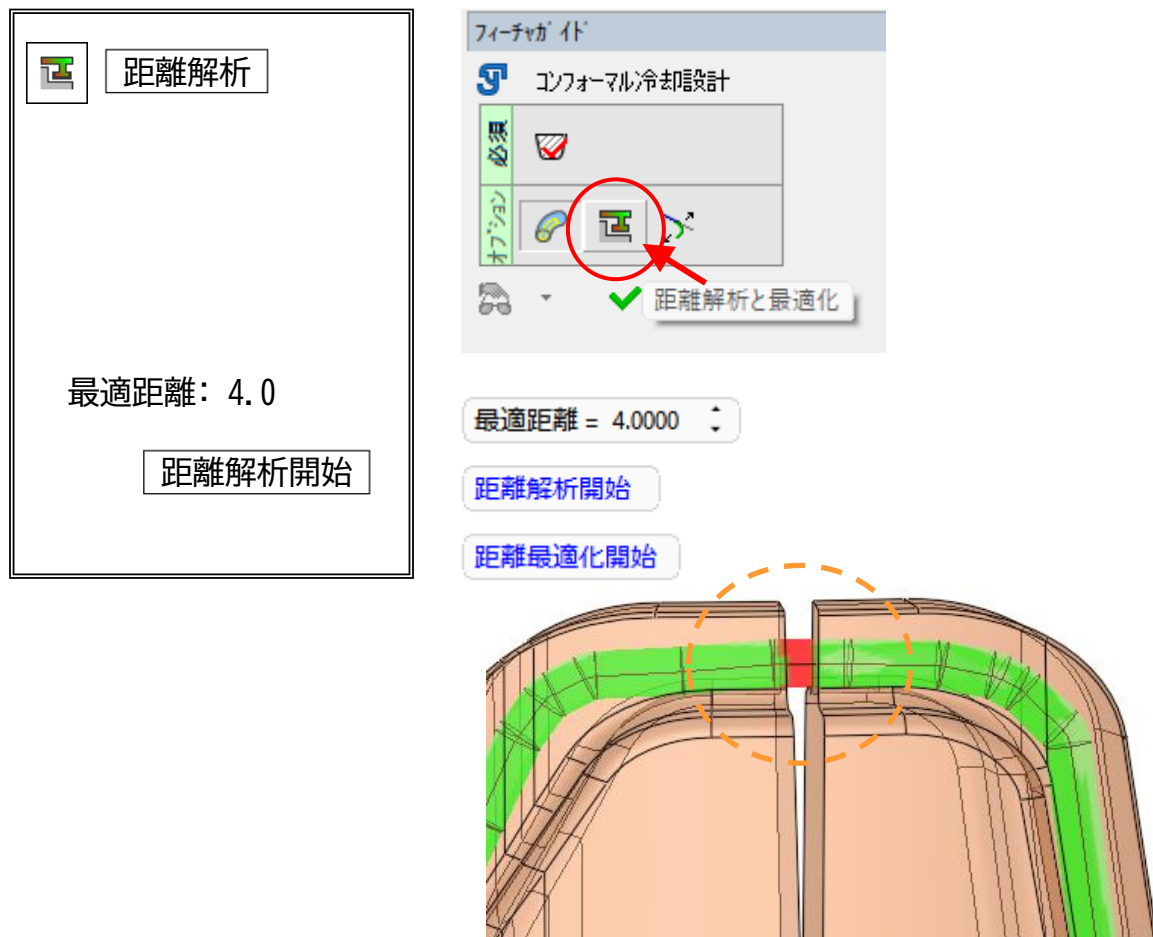 距離解析
最適距離: 4.0
距離解析開始
フィーチャガイド
コンフォーマル冷却設計
必須
オプション
距離解析と最適化
最適距離 = 4.0000
距離解析開始
距離最適化開始